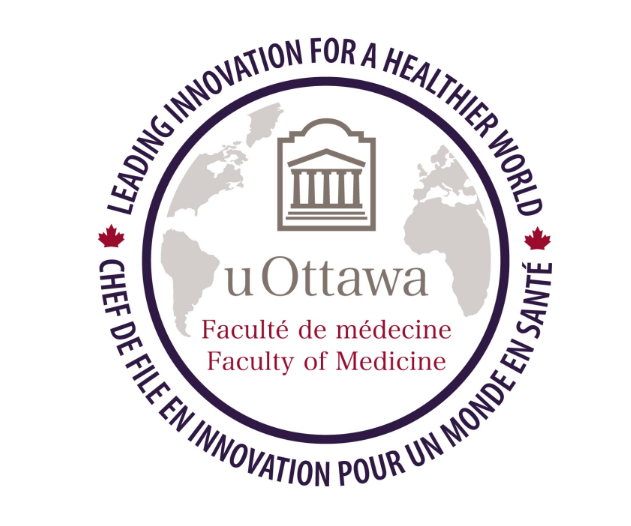 LEADING INNOVATION FOR A HEALTHIER WORLD
uOttawa
Faculté de médecine
Faculty of Medicine
CHEF DE FILE EN INNOVATION POUR UN MONDE EN SANTÉ